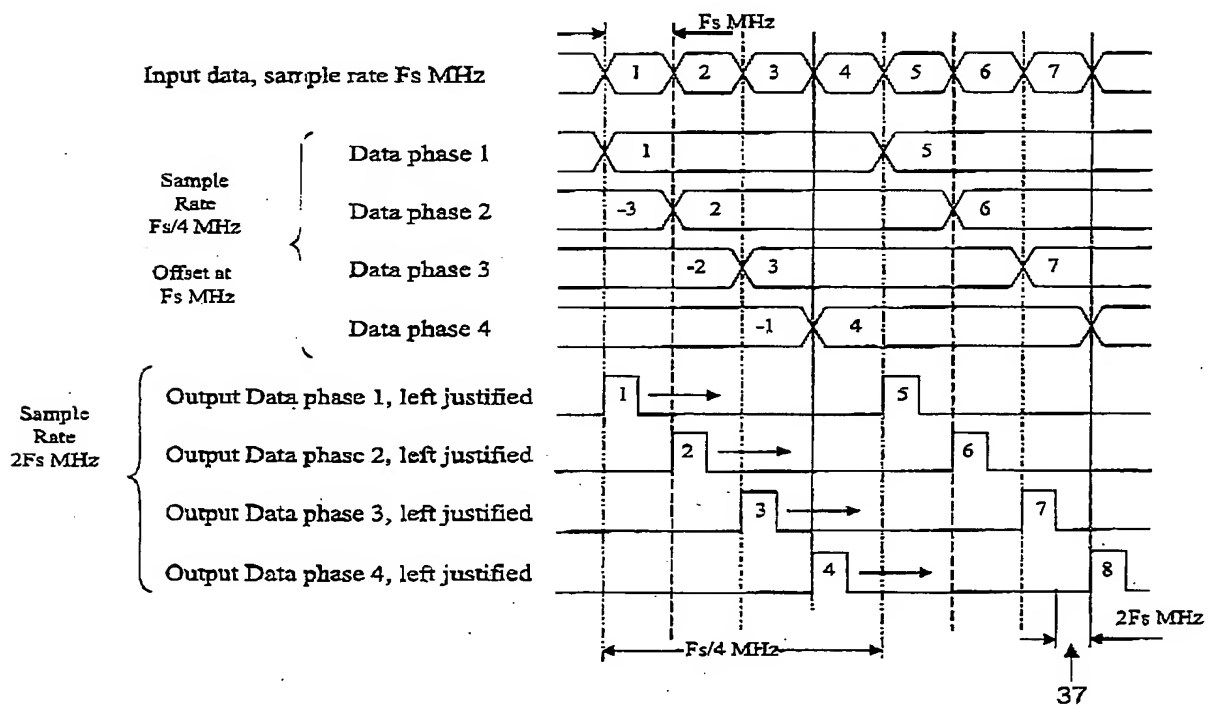 Fs MHz
Input data, sample rate Fs MHz
1 2 3 4 5 6 7
Data phase 1
1 5
Sample
Rate
Fs/4 MHz
Data phase 2
-3 2 6
Offset at
Fs MHz
Data phase 3
-2 3 7
Data phase 4
-1 4
Sample
Rate
2Fs MHz
Output Data phase 1, left justified
1 5
Output Data phase 2, left justified
2 6
Output Data phase 3, left justified
3 7
Output Data phase 4, left justified
4 8
2Fs MHz
Fs/4 MHz
37